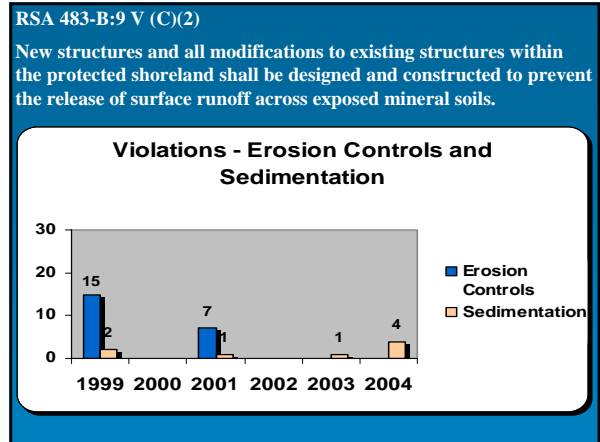 RSA 483-B:9 V (C)(2)
New structures and all modifications to existing structures within
the protected shoreland shall be designed and constructed to prevent
the release of surface runoff across exposed mineral soils.
Violations - Erosion Controls and
Sedimentation
30
20
10
0
15
2
7
1
1
4
1999 2000 2001 2002 2003 2004
Erosion
Controls
Sedimentation